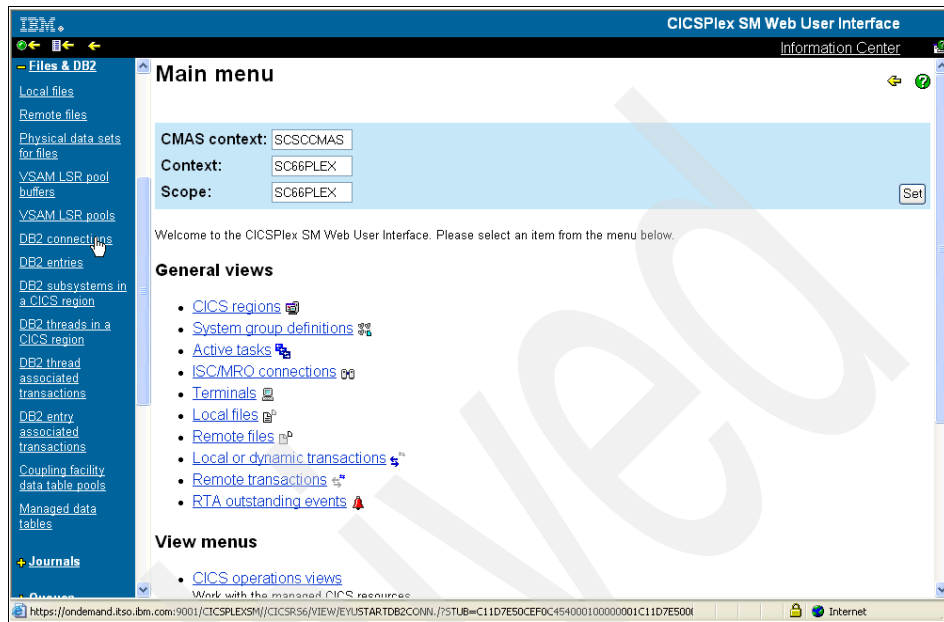 IBM.
CICSPlex SM Web User Interface
Information Center
Files & DB2
Local files
Remote files
Physical data sets
for files
VSAM LSR pool
buffers
VSAM LSR pools
DB2 connections
DB2 entries
DB2 subsystems in
a CICS region
DB2 threads in a
CICS region
DB2 thread
associated
transactions
DB2 entry
associated
transactions
Coupling facility
data table pools
Managed data
tables
Journals
Main menu
CMAS context: SCSCCMAS
Context: SC66PLEX
Scope: SC66PLEX
Set
Welcome to the CICSPlex SM Web User Interface. Please select an item from the menu below.
General views
CICS regions
System group definitions
Active tasks
ISC/MRO connections
Terminals
Local files
Remote files
Local or dynamic transactions
Remote transactions
RTA outstanding events
View menus
CICS operations views
Work with the managed CICS resources
https://ondemand.itso.ibm.com:9001/CICSPLEXSM//CICSRS6/VIEW/EYUSTARTDB2CONN./?STUB=C11D7E50CEF0C454000100000001C11D7E500
Internet